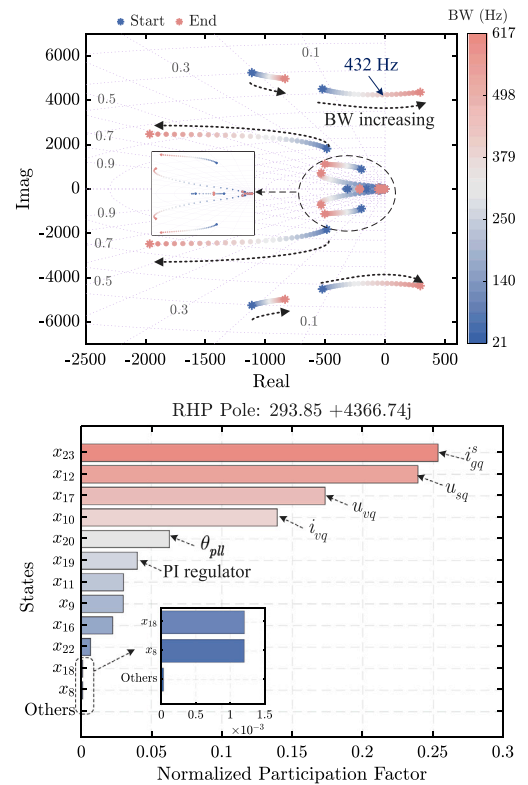 Start End
BW (Hz)
617
498
379
250
140
21
6000
4000
2000
0
-2000
-4000
-6000
Imag
0.3
0.1
0.5
0.7
0.9
0.9
0.7
0.5
0.3
0.1
432 Hz
BW increasing
-2500 -2000 -1500 -1000 -500 0 500
Real
RHP Pole: 293.85 +4366.74j
States
x23
x12
x17
x10
x20
x19
x11
x9
x16
x22
x18
x8
Others
i^s_gq
u_sq
u_vq
i_vq
θ_pll
PI regulator
x18
x8
Others
0 0.5 1 1.5
×10⁻³
0 0.05 0.1 0.15 0.2 0.25 0.3
Normalized Participation Factor